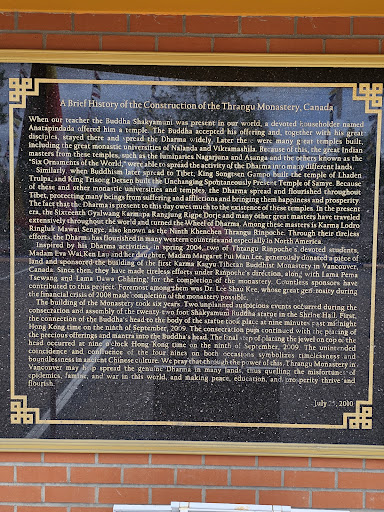 A Brief History of the Construction of the Thrangu Monastery, Canada
When our teacher the Buddha Shakyamuni was present in our world, a devoted householder named
Anatapindada offered him a temple. The Buddha accepted his offering and, together with his great
disciples, stayed there and spread the Dharma widely. Later there were many great temples built,
including the great monasteries of Nalanda and Vikramashila. Because of this, the great Indian
masters from these temples, such as the luminaries Nagarjuna and Asanga and the others known as the
"Six Ornaments of the World," were able to spread the activity of the Dharma into many different lands.
Similarly, when Buddhism later spread to Tibet, King Songtsen Gampo built the temple of Lhaden
Trulpa, and King Trisong Detsen built the Unchanging Spontaneously Present Temple of Samye. Because
of these and other monastic universities and temples, the Dharma spread and flourished throughout
Tibet, protecting many beings from suffering and afflictions and bringing them happiness and prosperity.
The fact that the Dharma is present to this day owes much to the existence of these temples. In the present
era, the Sixteenth Gyalwang Karmapa Rangjung Rigpe Dorje and many other great masters have traveled
extensively throughout the world and turned the Wheel of Dharma. Among these masters is Karma Lodro
Ringluk Mawai Sengye, also known as the Ninth Khenchen Thrangu Rinpoche. Through their tireless
efforts, the Dharma has flourished in many western countries and especially in North America.
Inspired by his Dharma activities, in spring 2004, two of Thrangu Rinpoche's devoted students,
Madam Eva Wai Ken Lau and her daughter, Madam Margaret Pui Man Lee, generously donated a piece of
land and sponsored the building of the first Karma Kagyu Tibetan Buddhist Monastery in Vancouver,
Canada. Since then, they have made tireless efforts under Rinpoche's direction, along with Lama Perna
Taeyew and Lama Dawa Chhiring, for the completion of the monastery. Countless sponsors have
contributed to this project. Foremost among them was Dr. Lee Shau Kee, whose great generosity during
the financial crisis of 2008 made completion of the monastery possible.
The building of the Monastery took six years. Two unplanned auspicious events occurred during the
consecration and assembly of the twenty-two foot Shakyamuni Buddha statue in the Shrine Hall. First,
the connection of the Buddha's head to the body of the statue took place at nine minutes past midnight
Hong Kong time on the ninth of September, 2009. The consecration puja continued with the placing of
the precious offerings and mantra into the Buddha's head. The final step of placing the jewel on top of the
head occurred at nine o'clock Hong Kong time on the ninth of September, 2009. The unintended
coincidence and confluence of the four nines on both occasions symbolizes timelessness and
boundlessness in ancient Chinese culture. We pray that through the power of this, Thrangu Monastery in
Vancouver may help spread the genuine Dharma in many lands, thus quelling the misfortunes of
epidemics, famine, and war in this world, and making peace, education, and prosperity thrive and
flourish.
July 25, 2010